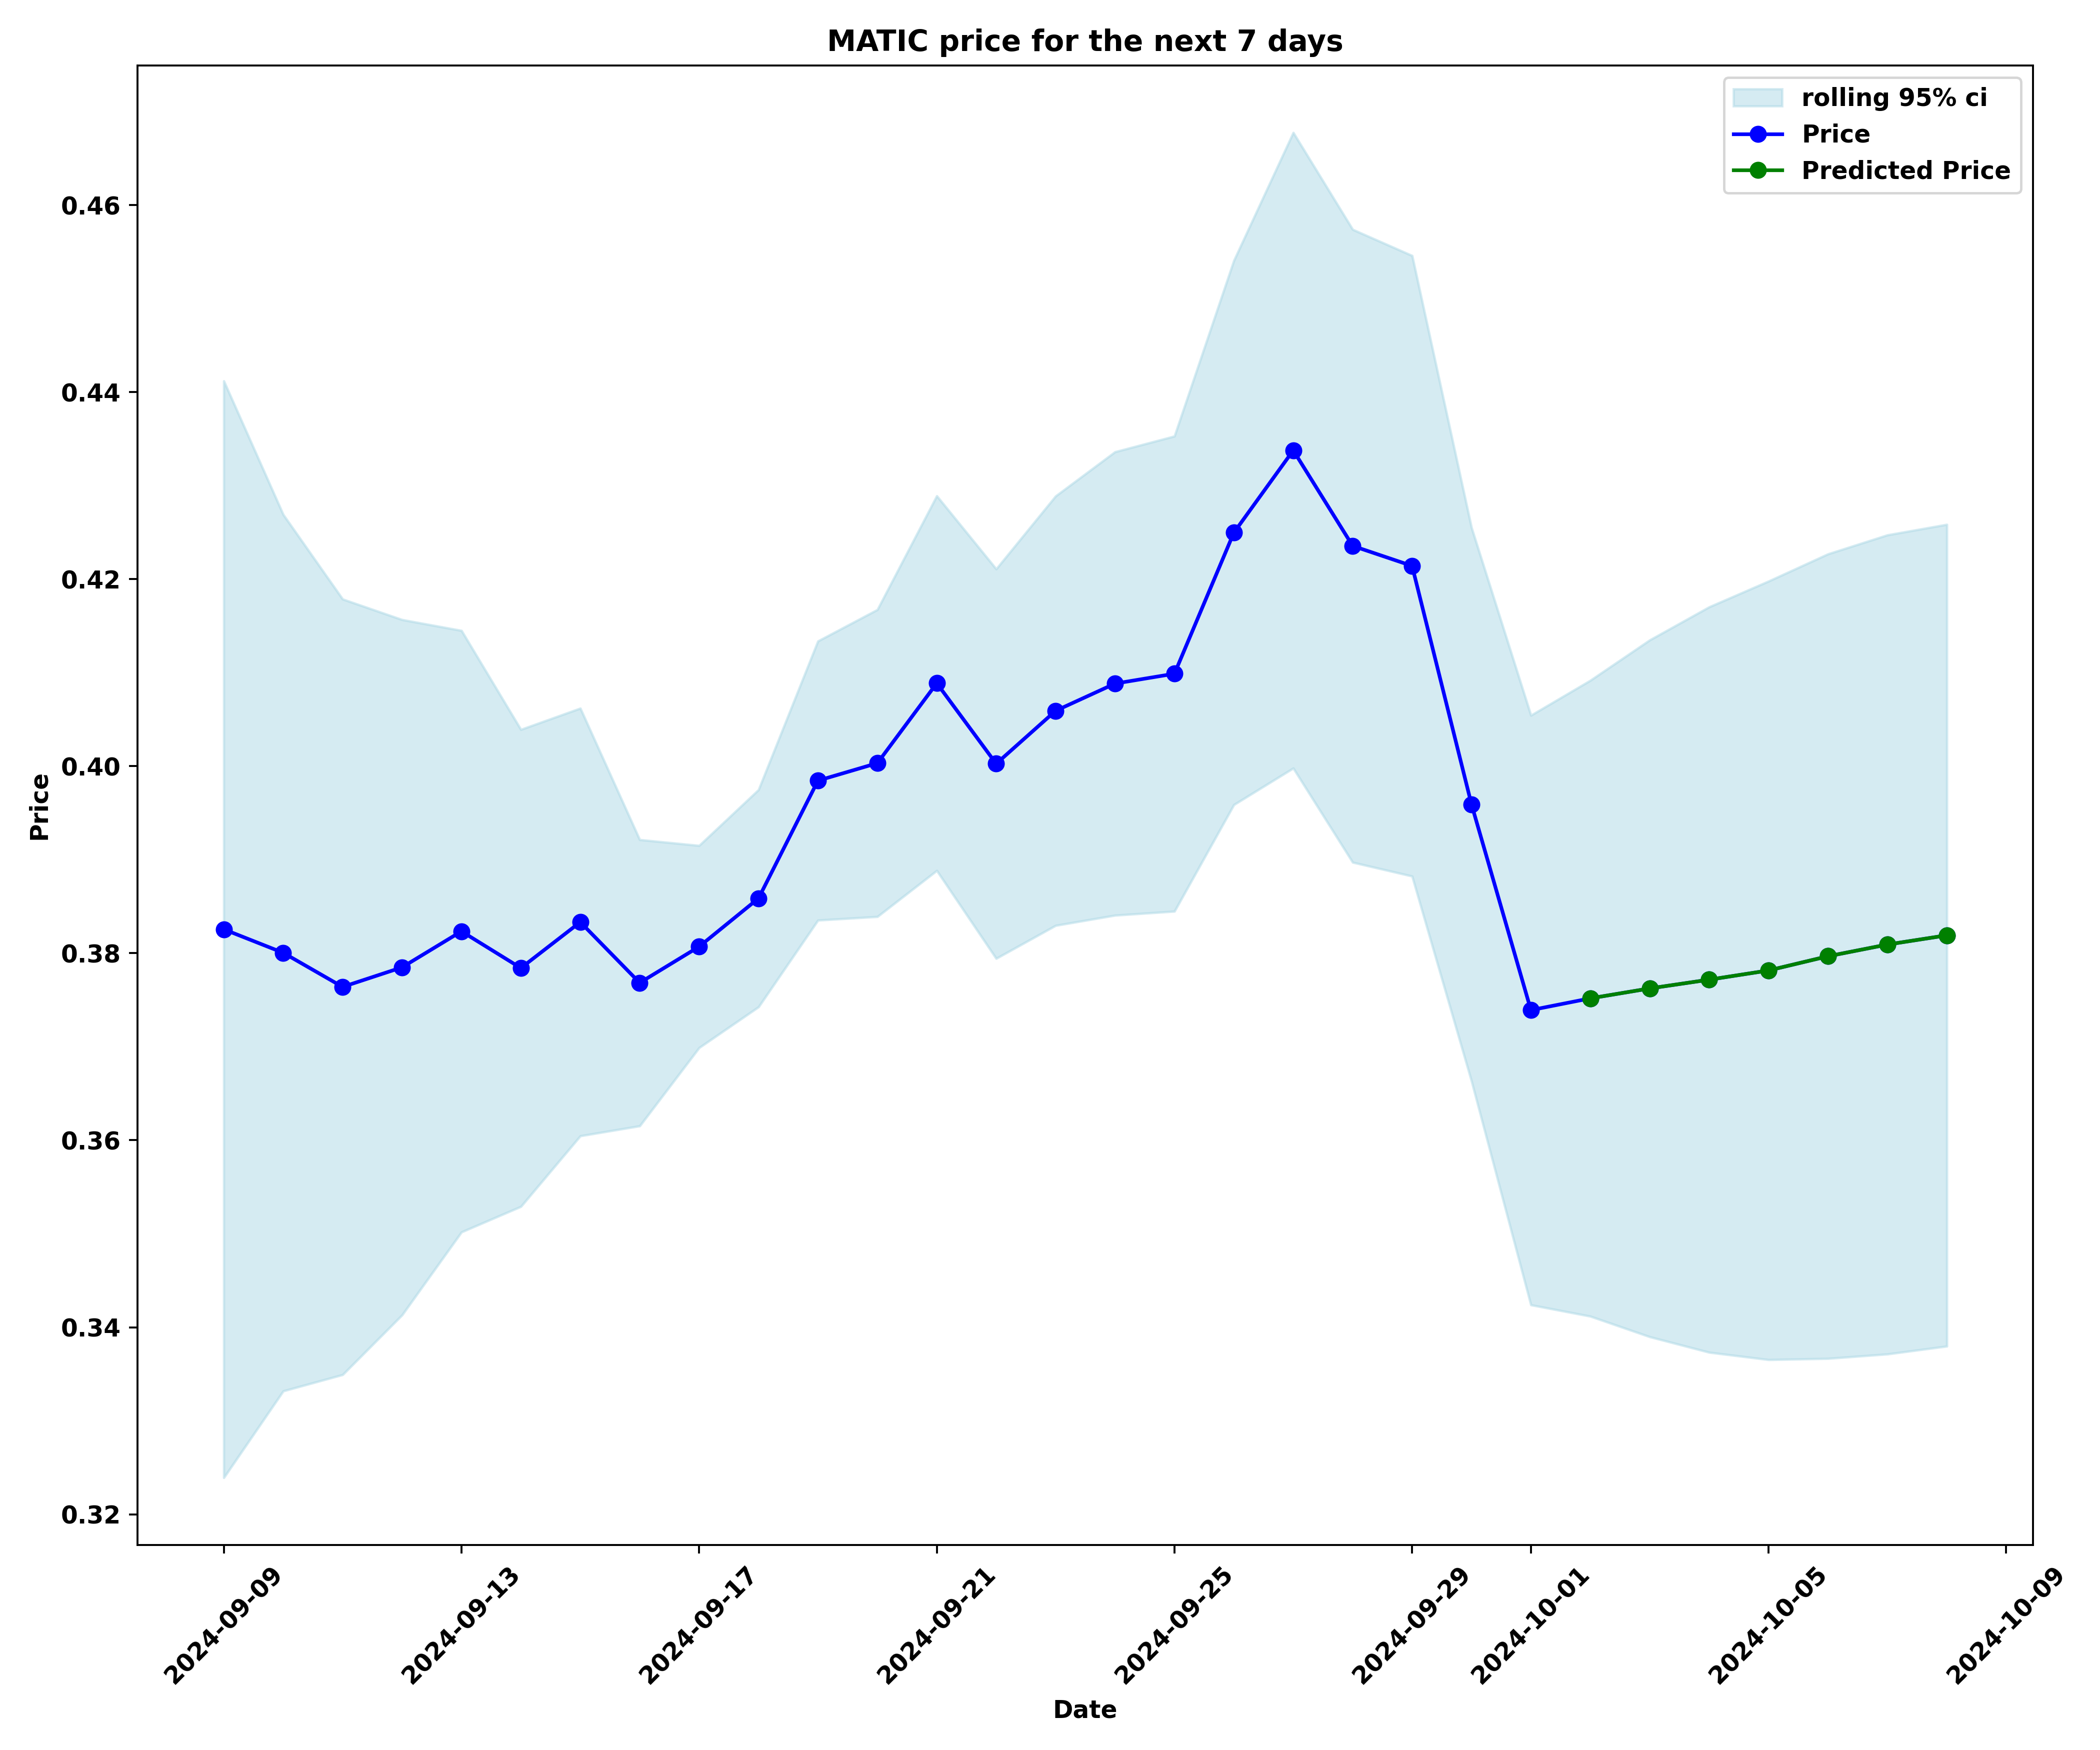 MATIC price for the next 7 days
rolling 95% ci
Price
Predicted Price
0.46
0.44
0.42
0.40
0.38
0.36
0.34
0.32
Price
2024-09-09
2024-09-13
2024-09-17
2024-09-21
2024-09-25
2024-09-29
2024-10-01
2024-10-05
2024-10-09
Date